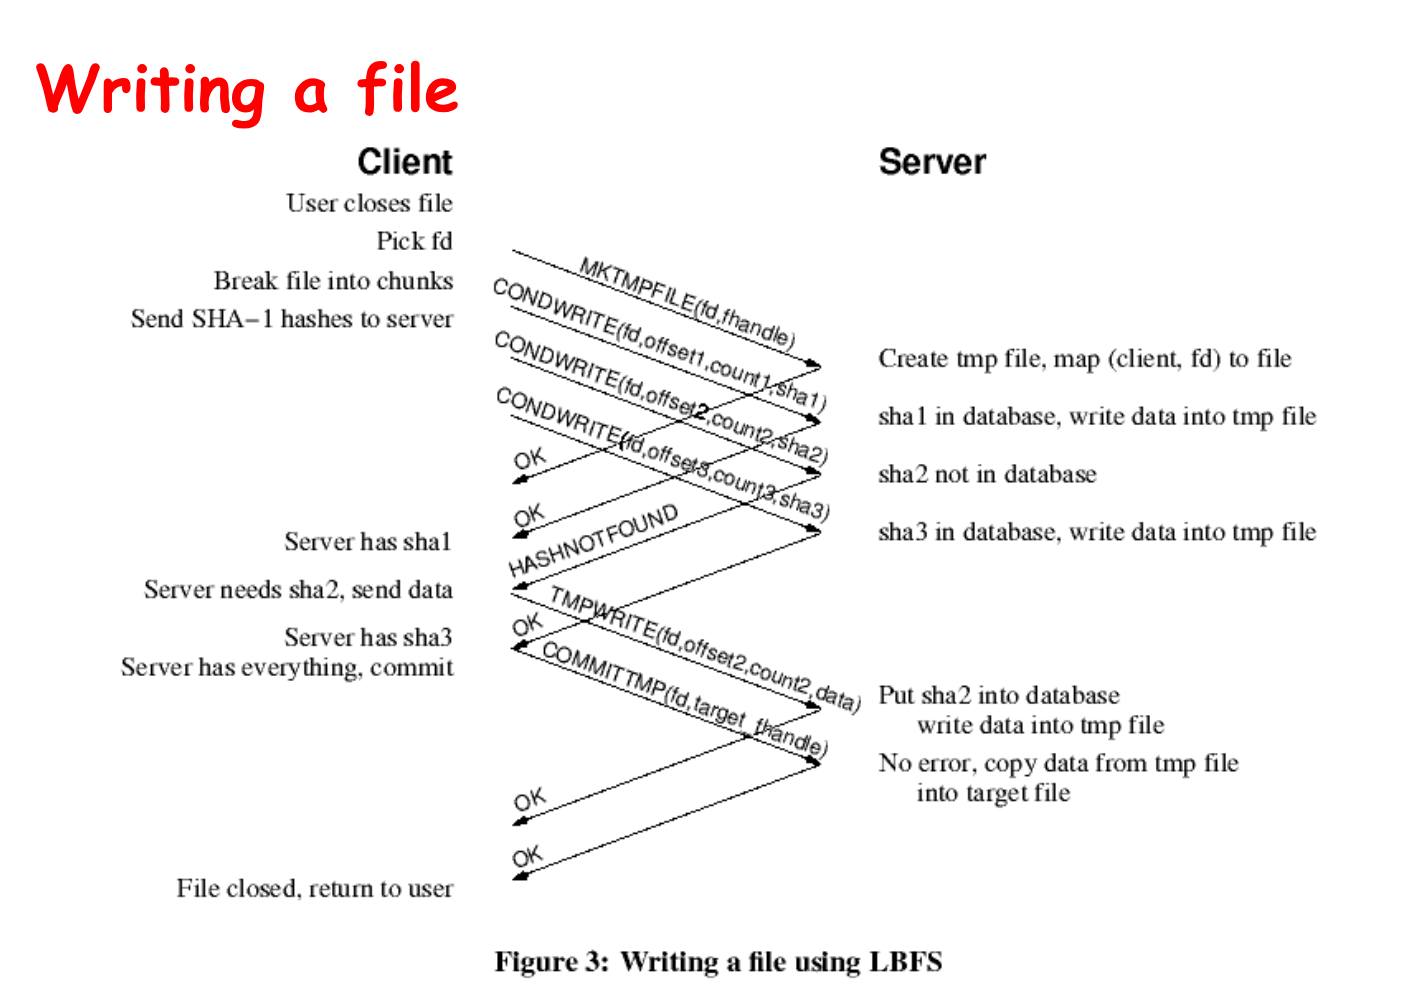 Writing a file
Client
Server
User closes file
Pick fd
Break file into chunks
Send SHA−1 hashes to server
MKTMPFILE(fd,fhandle)
CONDWRITE(fd,offset1,count1,sha1)
CONDWRITE(fd,offset2,count2,sha2)
CONDWRITE(fd,offset3,count3,sha3)
Create tmp file, map (client, fd) to file
sha1 in database, write data into tmp file
sha2 not in database
sha3 in database, write data into tmp file
OK
OK
HASHNOTFOUND
OK
Server has sha1
Server needs sha2, send data
Server has sha3
Server has everything, commit
TMPWRITE(fd,offset2,count2,data)
COMMITTMP(fd,target_fhandle)
Put sha2 into database
write data into tmp file
No error, copy data from tmp file
into target file
OK
OK
File closed, return to user
Figure 3: Writing a file using LBFS